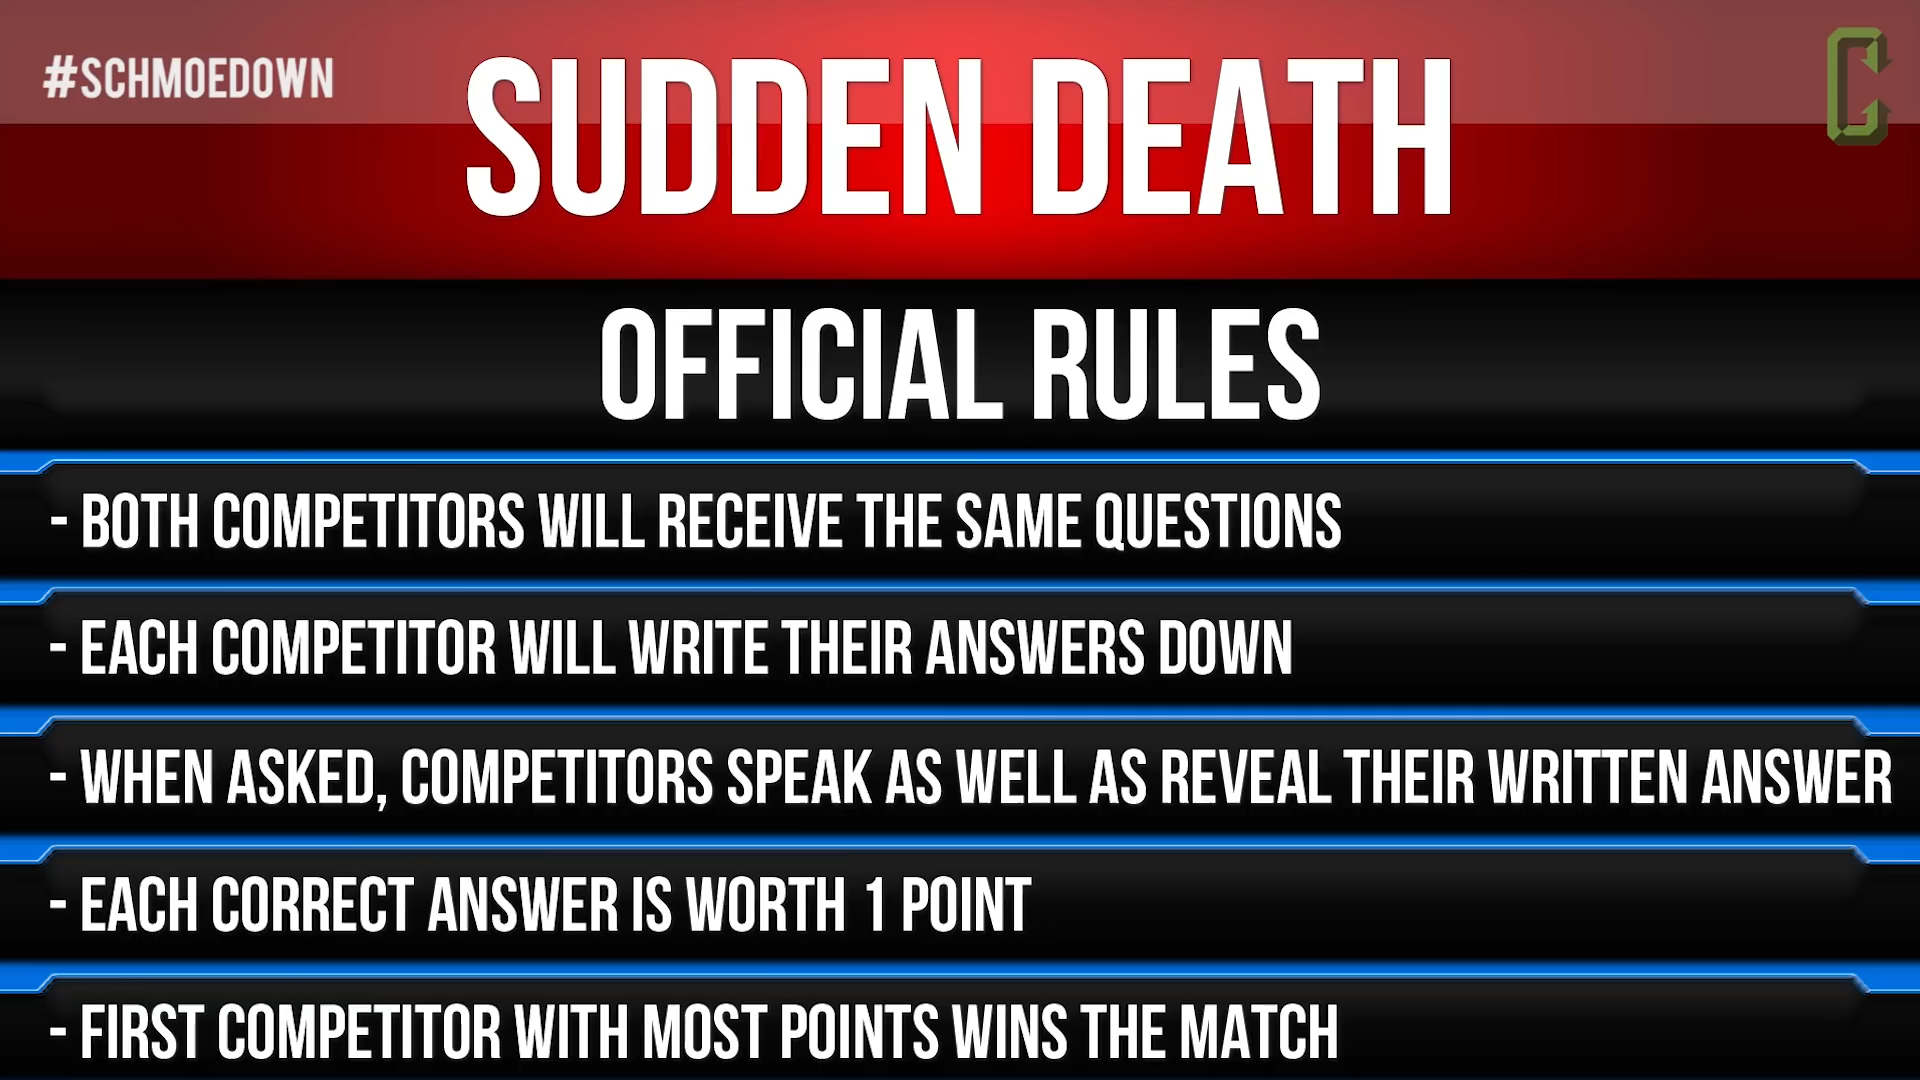 #SCHMOEDOWN
SUDDEN DEATH
OFFICIAL RULES
- BOTH COMPETITORS WILL RECEIVE THE SAME QUESTIONS
- EACH COMPETITOR WILL WRITE THEIR ANSWERS DOWN
- WHEN ASKED, COMPETITORS SPEAK AS WELL AS REVEAL THEIR WRITTEN ANSWER
- EACH CORRECT ANSWER IS WORTH 1 POINT
- FIRST COMPETITOR WITH MOST POINTS WINS THE MATCH